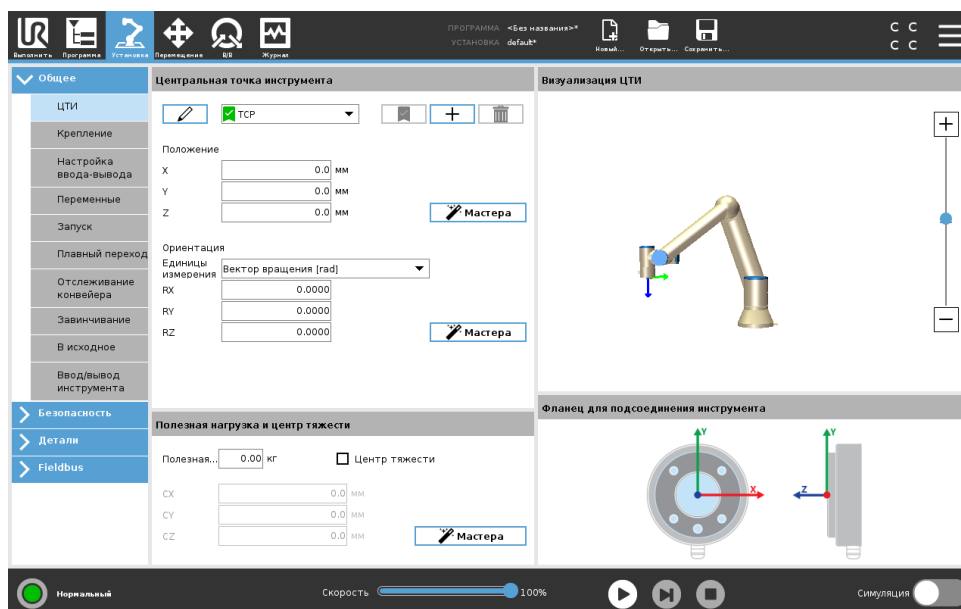 ПРОГРАММА <Без названия>*
УСТАНОВКА default*
Выполнить Программа Установка Перемещение В/В Журнал
Новый... Открыть... Сохранить...
C C
C C
Общее
ЦТИ
Крепление
Настройка
ввода-вывода
Переменные
Запуск
Плавный переход
Отслеживание
конвейера
Завинчивание
В исходное
Ввод/вывод
инструмента
Безопасность
Детали
Fieldbus
Центральная точка инструмента
TCP
Положение
X 0.0 мм
Y 0.0 мм
Z 0.0 мм
Мастера
Ориентация
Единицы
измерения
Вектор вращения [rad]
RX 0.0000
RY 0.0000
RZ 0.0000
Мастера
Полезная нагрузка и центр тяжести
Полезная... 0.00 кг Центр тяжести
CX 0.0 мм
CY 0.0 мм
CZ 0.0 мм
Мастера
Визуализация ЦТИ
Фланец для подсоединения инструмента
Y
X
Y
Z
Нормальный
Скорость 100%
Симуляция